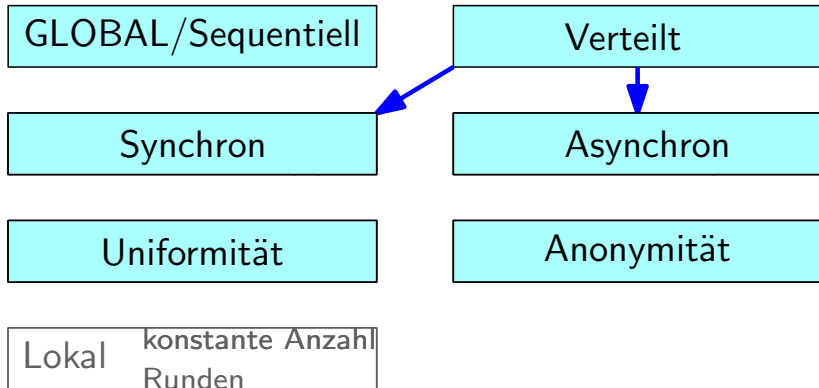 GLOBAL/Sequentiell
Verteilt
Synchron
Asynchron
Uniformität
Anonymität
Lokal
konstante Anzahl
Runden